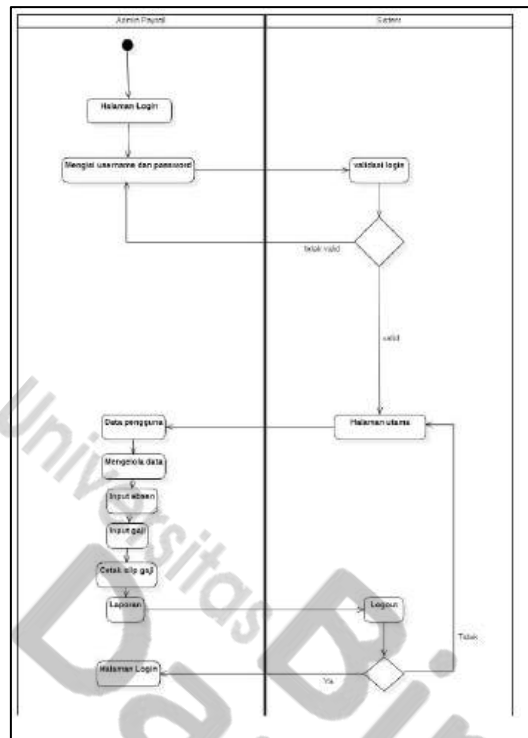 Admin Payroll
Sistem
Halaman Login
Mengisi username dan password
validasi login
tidak valid
valid
Data pengguna
Halaman utama
Mengelola data
Input absen
Input gaji
Cetak slip gaji
Laporan
Logout
Tidak
Halaman Login
Ya
Universitas